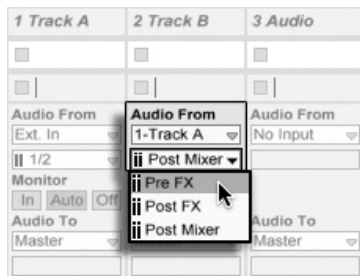 1 Track A 2 Track B 3 Audio
Audio From Audio From Audio From
Ext. In 1-Track A No Input
1/2 Post Mixer
Monitor Pre FX
In Auto Off Post FX
Audio To Post Mixer Audio To
Master Master